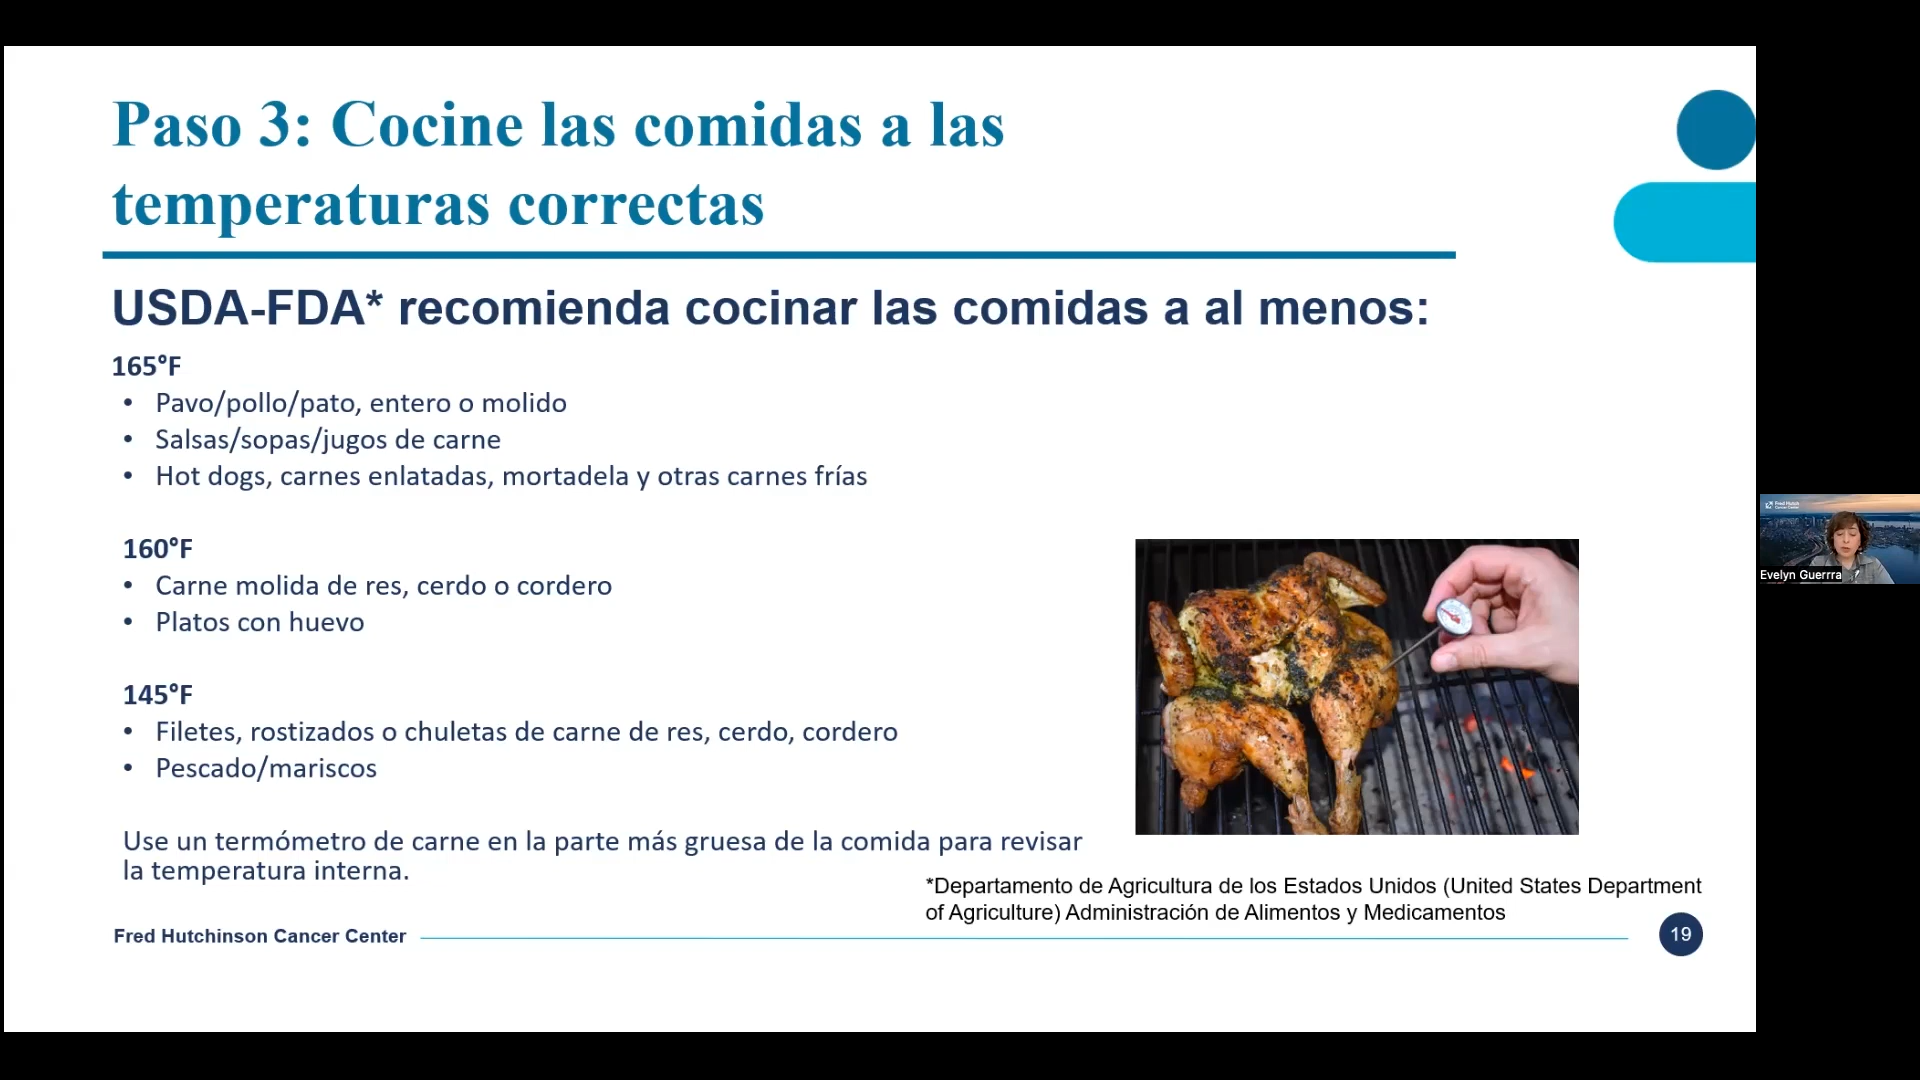 Paso 3: Cocine las comidas a las
temperaturas correctas
USDA-FDA* recomienda cocinar las comidas a al menos:
165°F
• Pavo/pollo/pato, entero o molido
• Salsas/sopas/jugos de carne
• Hot dogs, carnes enlatadas, mortadela y otras carnes frías
160°F
• Carne molida de res, cerdo o cordero
• Platos con huevo
145°F
• Filetes, rostizados o chuletas de carne de res, cerdo, cordero
• Pescado/mariscos
Use un termómetro de carne en la parte más gruesa de la comida para revisar
la temperatura interna.
*Departamento de Agricultura de los Estados Unidos (United States Department
of Agriculture) Administración de Alimentos y Medicamentos
Fred Hutchinson Cancer Center
19
Fred Hutch
Cancer Center
Evelyn Guerrra